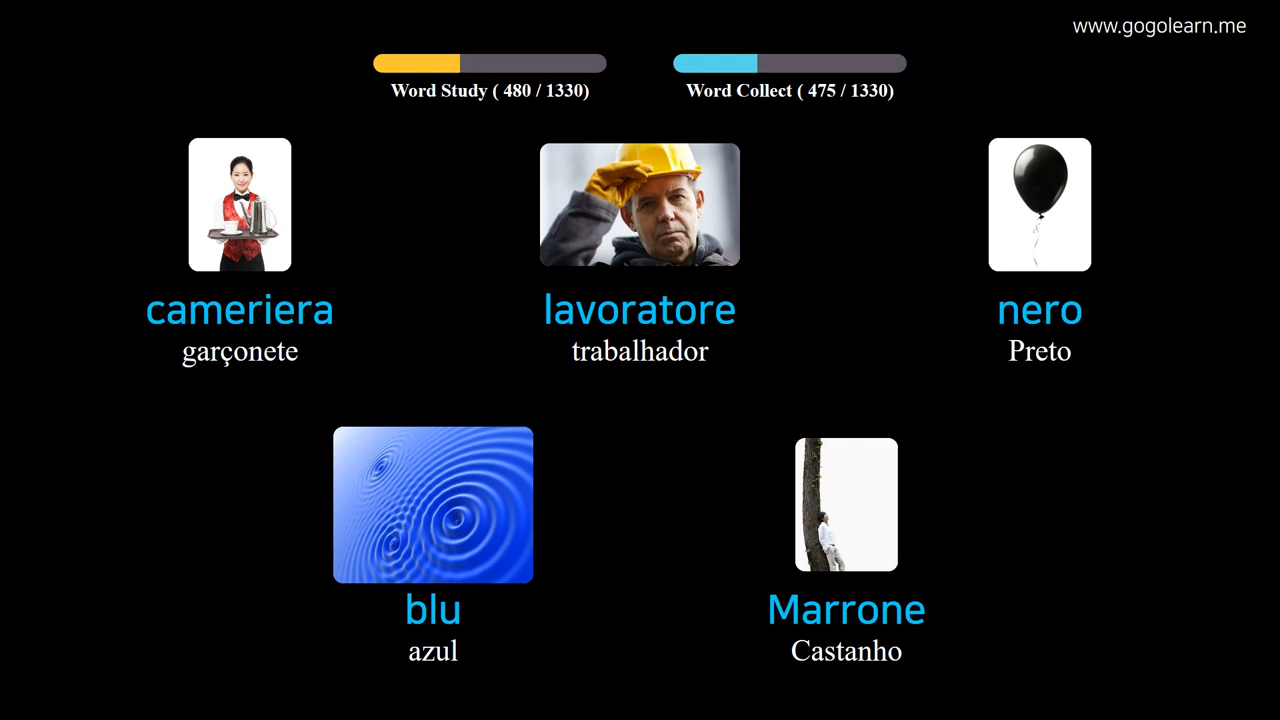 www.gogolearn.me
Word Study ( 480 / 1330)
Word Collect ( 475 / 1330)
cameriera
garçonete
lavoratore
trabalhador
nero
Preto
blu
azul
Marrone
Castanho